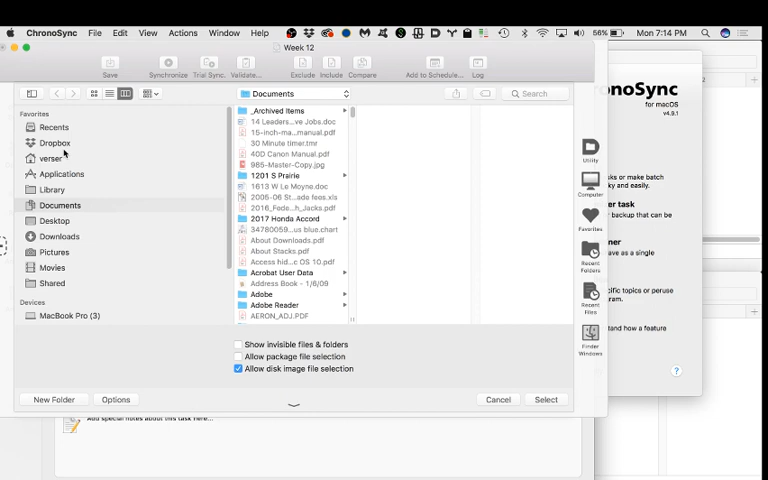 ChronoSync File Edit View Actions Window Help 56% Mon 7:14 PM
Week 12
Save Synchronize Trial Sync. Validate... Exclude Include Compare Add to Schedule... Log
Documents Search
Favorites
Recents
Dropbox
verser
Applications
Library
Documents
Desktop
Downloads
Pictures
Movies
Shared
Devices
MacBook Pro (3)
_Archived Items
14 Leaders...ve Jobs.doc
15-inch-ma...manual.pdf
30 Minute timer.tmr
40D Canon Manual.pdf
985-Master-Copy.jpg
1201 S Prairie
1613 W Le Moyne.doc
2005-06 St...ade fees.xls
2016_Fede...h_Jacks.pdf
2017 Honda Accord
34780059...us blue.chart
About Downloads.pdf
About Stacks.pdf
Access hid...C OS 10.pdf
Acrobat User Data
Address Book - 1/6/09
Adobe
Adobe Reader
AERON_ADJ.PDF
Show invisible files & folders
Allow package file selection
Allow disk image file selection
New Folder Options Cancel Select
Add special notes about this task here...
Utility
Computer
Favorites
Recent
Folders
Recent
Files
Finder
Windows
onoSync
for macOS
v4.9.1
sks or make batch
ky and easily.
er task
r backup that can be
ner
ave as a single
cific topics or peruse
gram.
stand how a feature
?
2